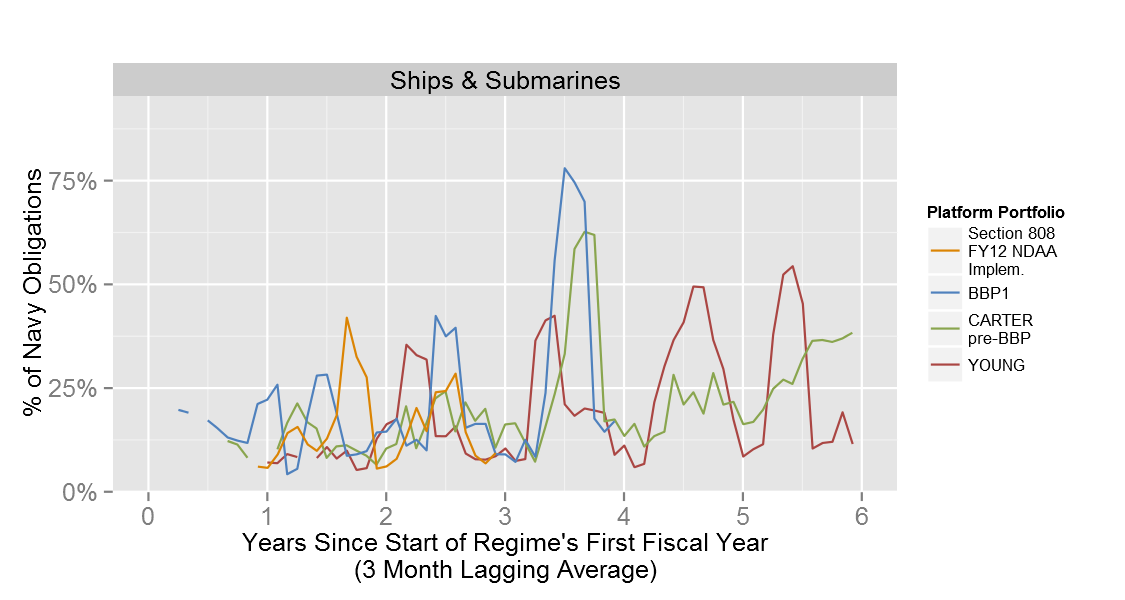 Ships & Submarines
75%
50%
25%
0%
% of Navy Obligations
0 1 2 3 4 5 6
Years Since Start of Regime's First Fiscal Year
(3 Month Lagging Average)
Platform Portfolio
Section 808
FY12 NDAA
Implem.
BBP1
CARTER
pre-BBP
YOUNG